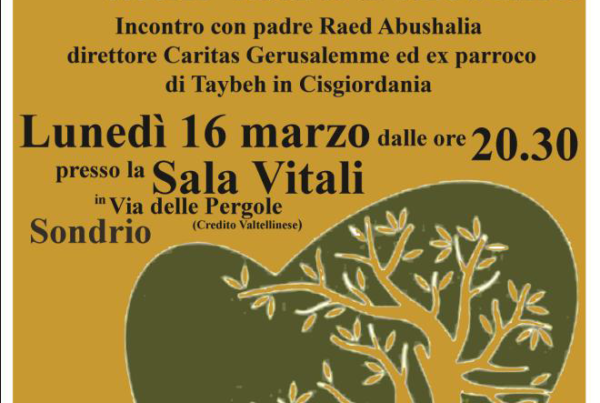 Incontro con padre Raed Abushalia
direttore Caritas Gerusalemme ed ex parroco
di Taybeh in Cisgiordania
Lunedì 16 marzo dalle ore 20.30
presso la Sala Vitali
in Via delle Pergole
(Credito Valtellinese)
Sondrio